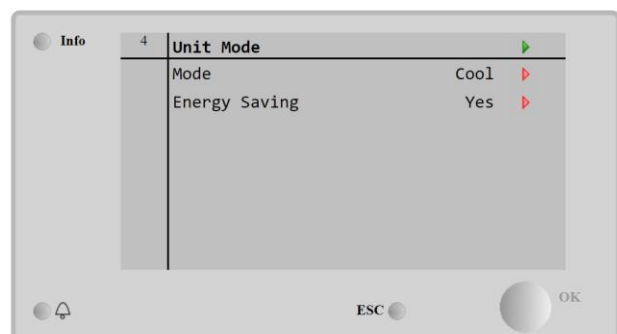 Info
4 Unit Mode
Mode Cool
Energy Saving Yes
ESC
OK